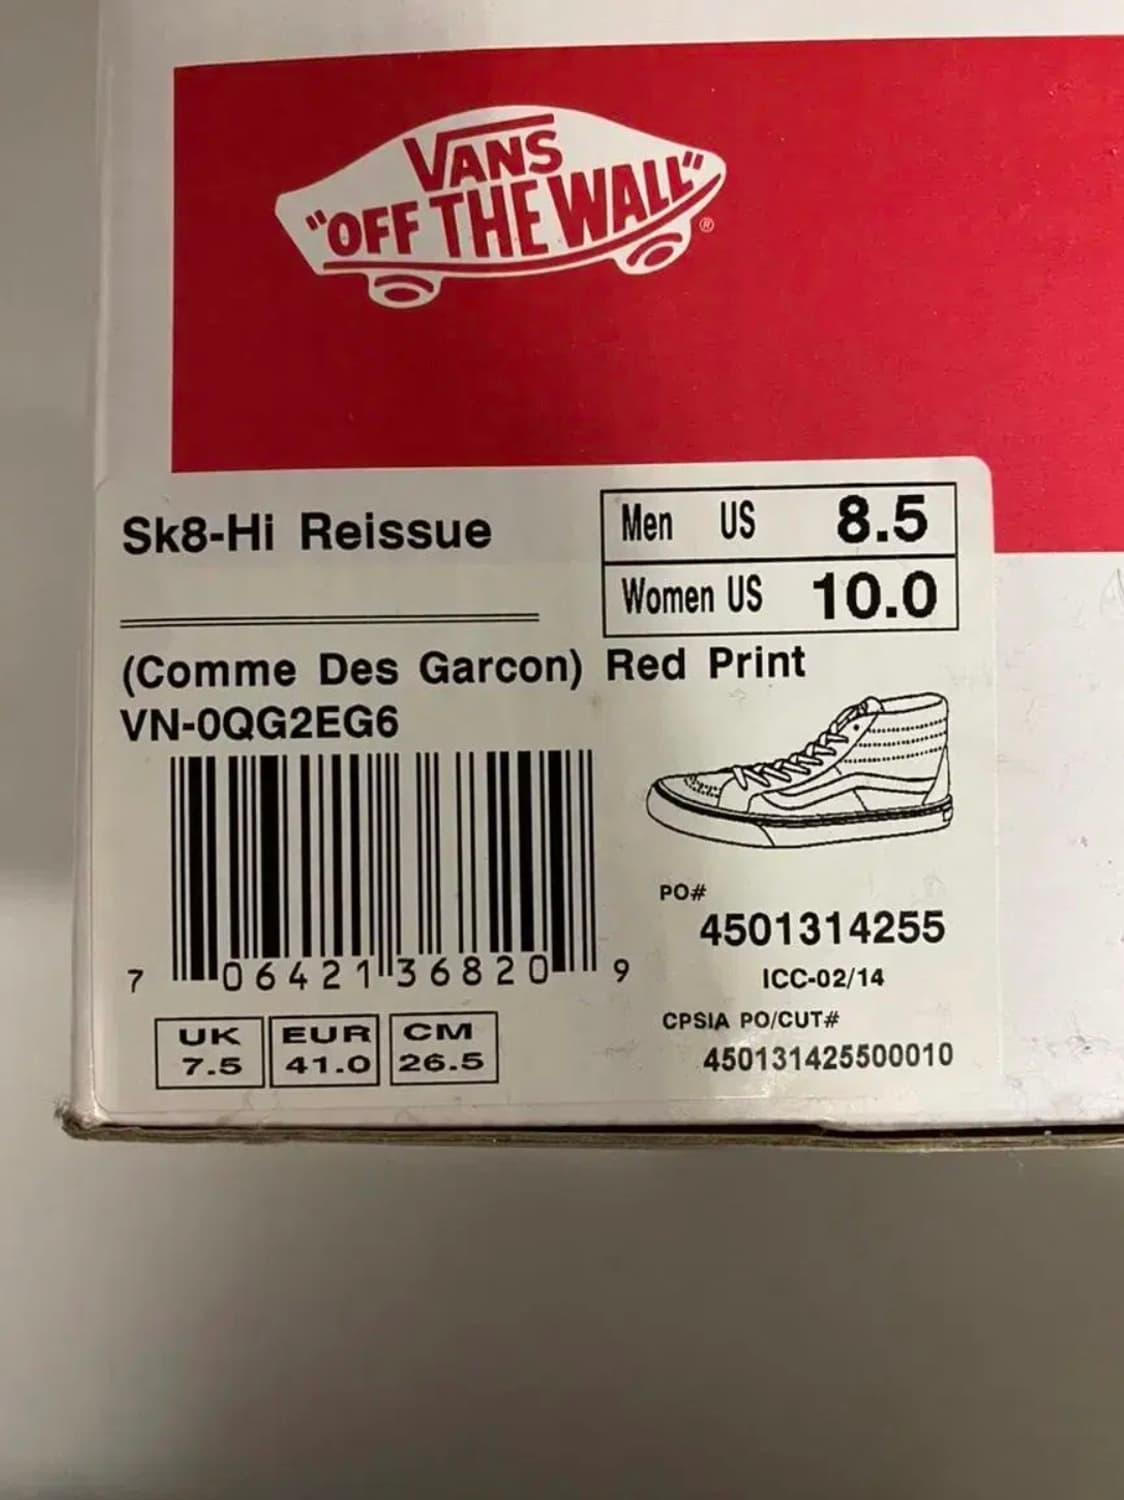 VANS
"OFF THE WALL"
®
Sk8-Hi Reissue
Men US 8.5
Women US 10.0
(Comme Des Garcon) Red Print
VN-0QG2EG6
7 06421 36820 9
PO#
4501314255
ICC-02/14
CPSIA PO/CUT#
450131425500010
UK
7.5
EUR
41.0
CM
26.5